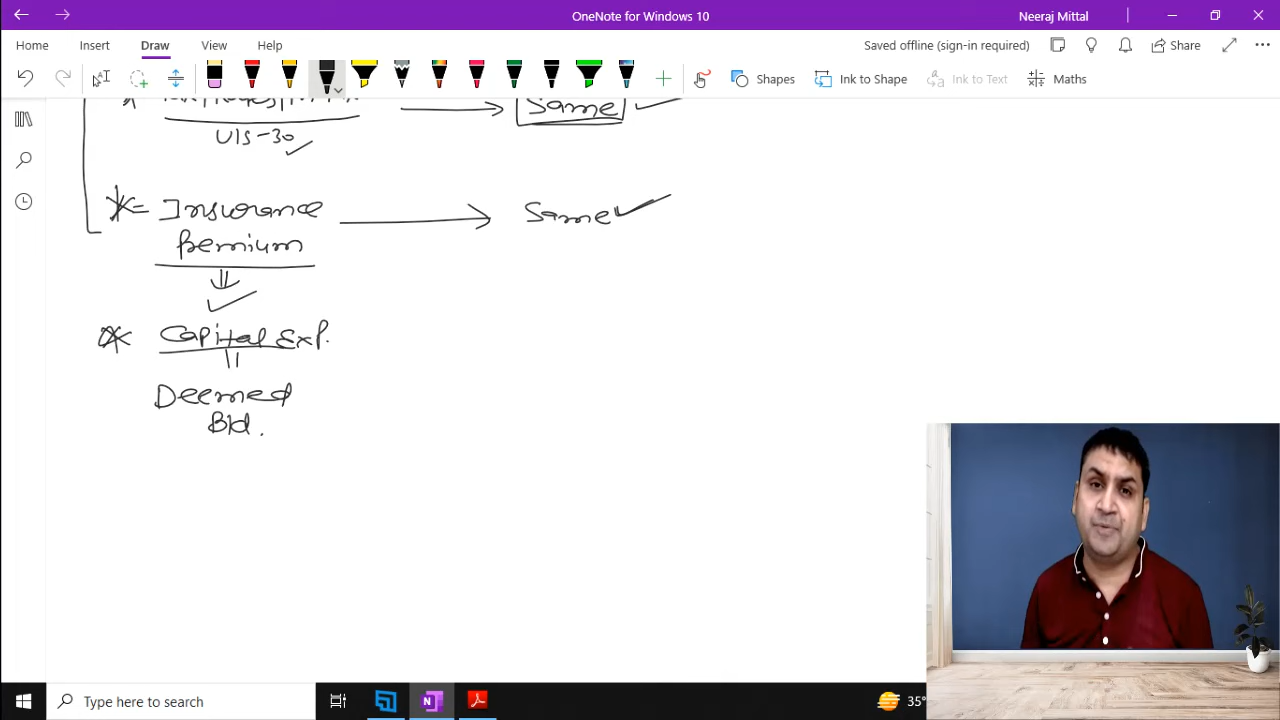 OneNote for Windows 10
Neeraj Mittal
Home Insert Draw View Help
Saved offline (sign-in required)
Share
Shapes
Ink to Shape
Ink to Text
Maths
Same
U/S-30
Insurance
Premium
Same
Capital Exp.
Deemed
Bld.
Type here to search
35°